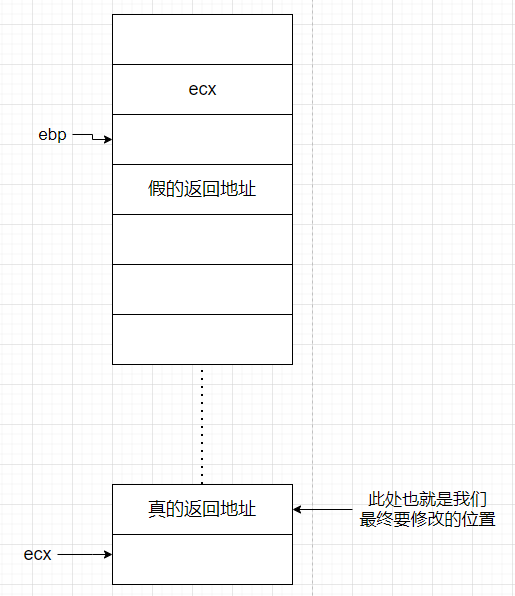 ecx
ebp
假的返回地址
真的返回地址
此处也就是我们
最终要修改的位置
ecx